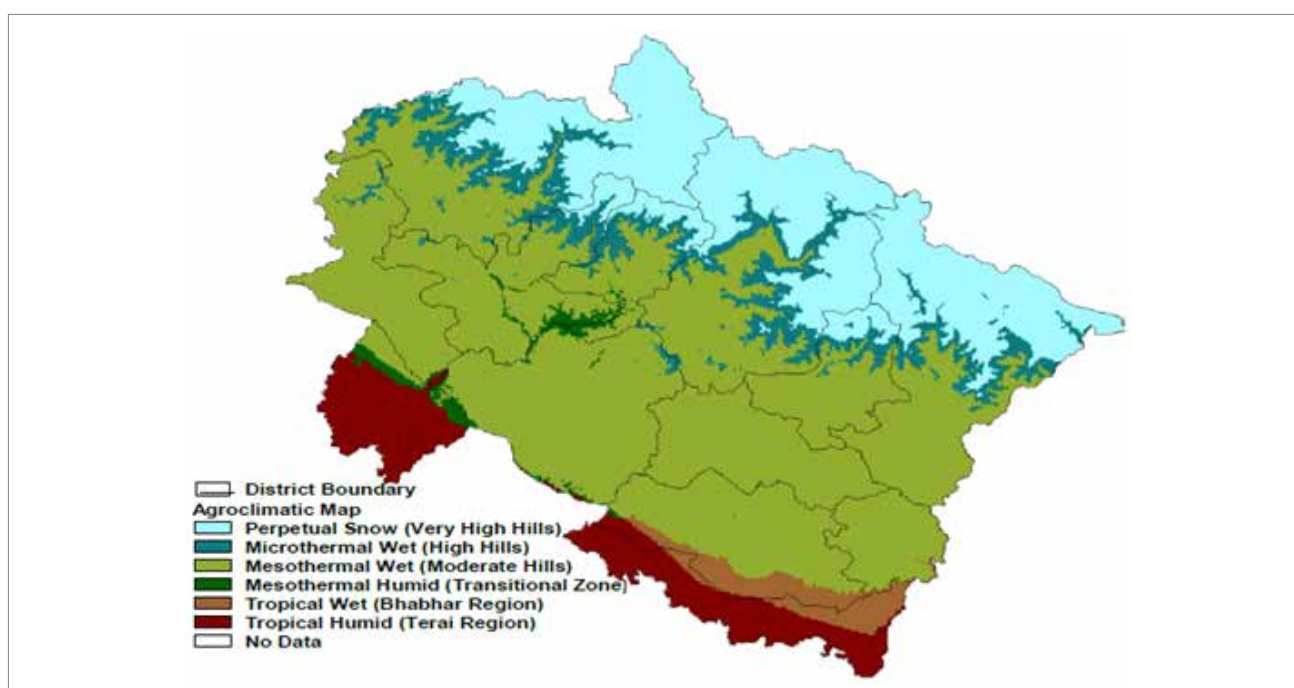 District Boundary
Agroclimatic Map
Perpetual Snow (Very High Hills)
Microthermal Wet (High Hills)
Mesothermal Wet (Moderate Hills)
Mesothermal Humid (Transitional Zone)
Tropical Wet (Bhabhar Region)
Tropical Humid (Terai Region)
No Data